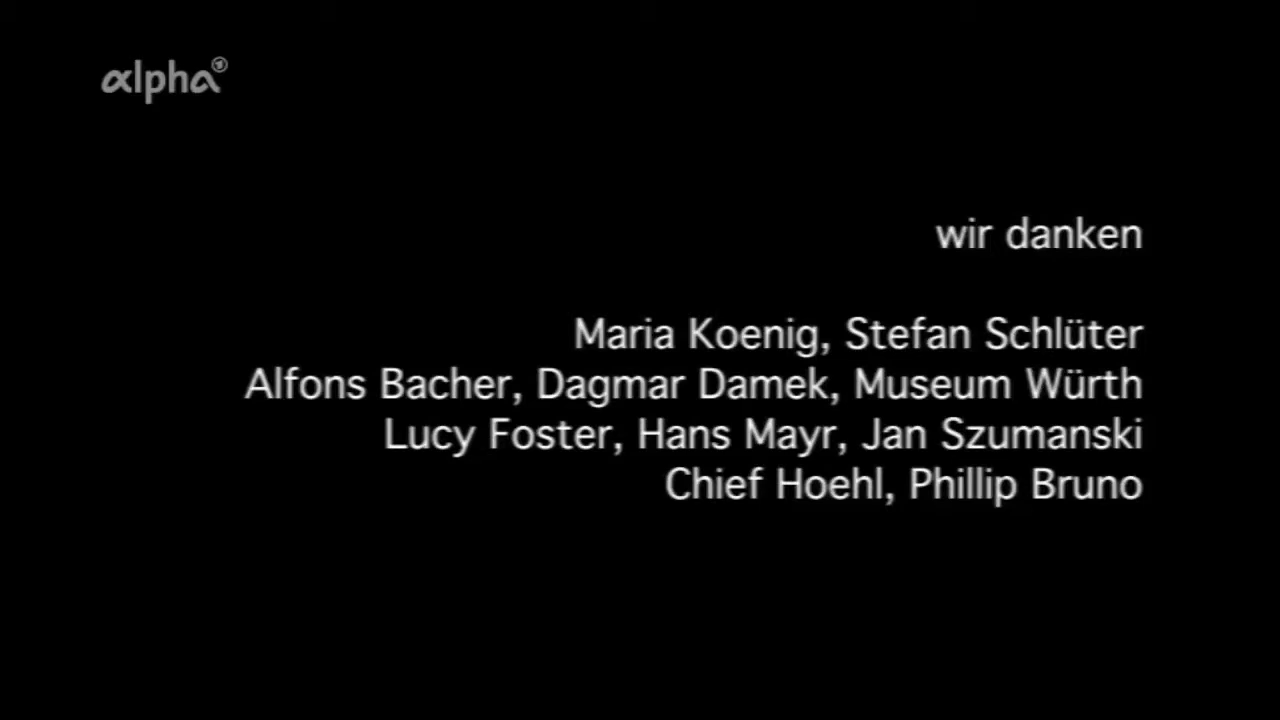 alpha
wir danken
Maria Koenig, Stefan Schlüter
Alfons Bacher, Dagmar Damek, Museum Würth
Lucy Foster, Hans Mayr, Jan Szumanski
Chief Hoehl, Phillip Bruno